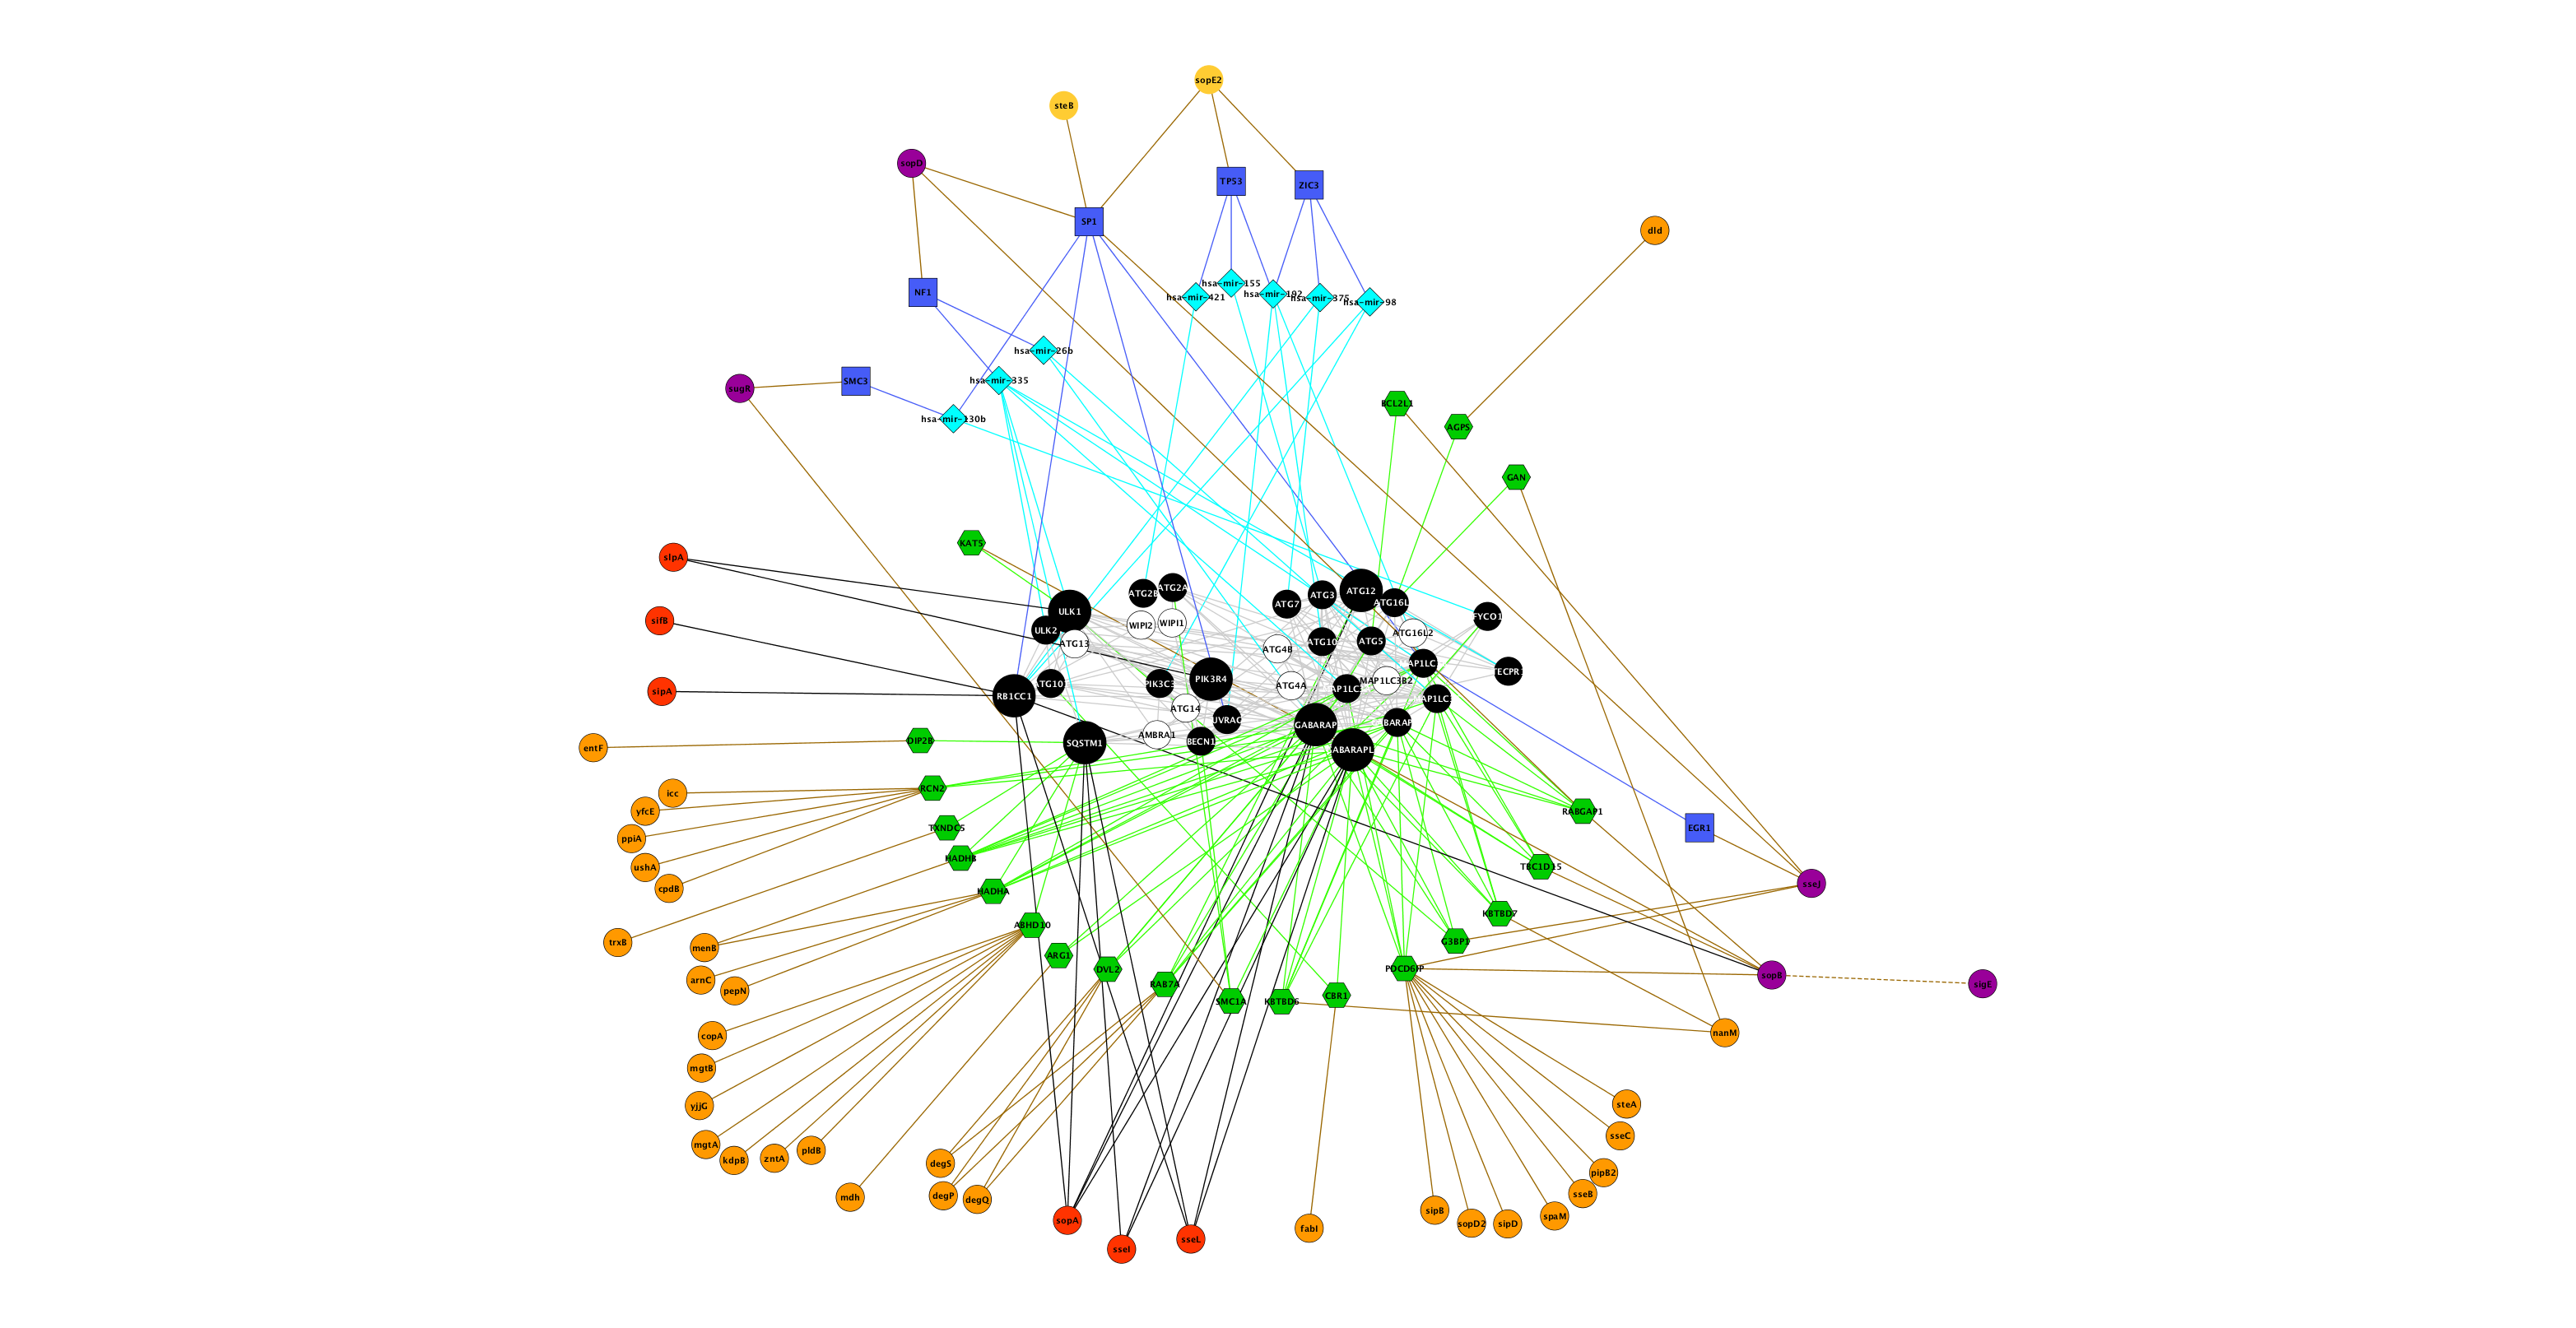 sopE2
steB
sopD
TP53
ZIC3
SP1
dld
NF1
hsa-mir-155
hsa-mir-192
hsa-mir-421
hsa-mir-375
hsa-mir-98
hsa-mir-26b
SMC3
hsa-mir-335
sugR
BCL2L1
hsa-mir-130b
AGPS
GAN
KAT5
slpA
ATG2A
ATG2B
ATG12
ATG3
ATG16L
ATG7
ULK1
FYCO1
sifB
WIPI2
WIPI1
ULK2
ATG16L2
ATG13
ATG10
ATG5
ATG4B
MAP1LC
TECPR1
PIK3R4
MAP1LC3B2
ATG10
PIK3C3
ATG4A
AP1LC3
sipA
RB1CC1
MAP1LC3
ATG14
UVRAG
GABARAP
BARAP
AMBRA1
DIP2B
BECN1
SQSTM1
entF
GABARAPL
RCN2
icc
yfcE
RABGAP1
TXNDC5
EGR1
ppiA
HADHB
ushA
TBC1D15
sseJ
cpdB
HADHA
KBTBD7
ABHD10
G3BP1
trxB
menB
ARG1
DVL2
PDCD6IP
sopB
arnC
RAB7A
sigE
pepN
CBR1
SMC1A
KBTBD6
nanM
copA
mgtB
steA
yjjG
sseC
mgtA
pldB
zntA
kdpB
degS
pipB2
sseB
degP
mdh
degQ
sipB
spaM
sopA
sopD2
sipD
fabI
sseL
sseI